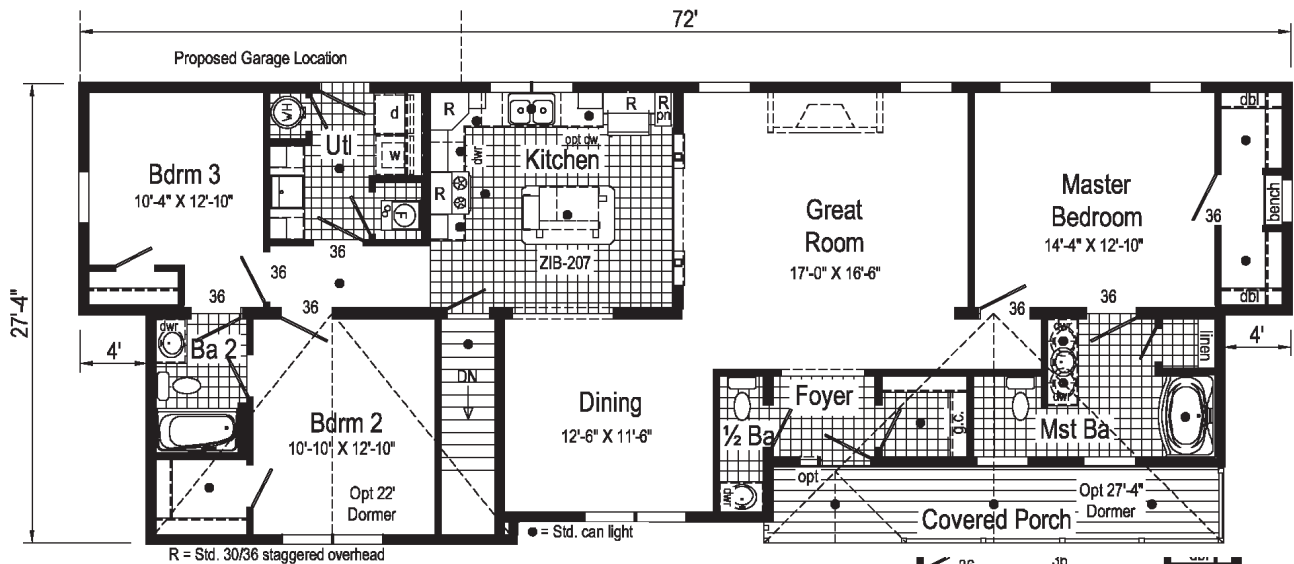 72'
Proposed Garage Location
27'-4"
4'
4'
Bdrm 3
10'-4" X 12'-10"
WH
Utl
d
w
F
36
36
36
36
R
R
R
R
pn
dwr
opt dw
Kitchen
ZIB-207
Great
Room
17'-0" X 16'-6"
Master
Bedroom
14'-4" X 12'-10"
36
36
36
dbl
bench
dbl
dwr
Ba 2
Bdrm 2
10'-10" X 12'-10"
Opt 22'
Dormer
DN
Dining
12'-6" X 11'-6"
½ Ba
dwr
Foyer
g.c.
opt
dwr
dwr
linen
Mst Ba
Opt 27'-4"
Dormer
Covered Porch
● = Std. can light
R = Std. 30/36 staggered overhead